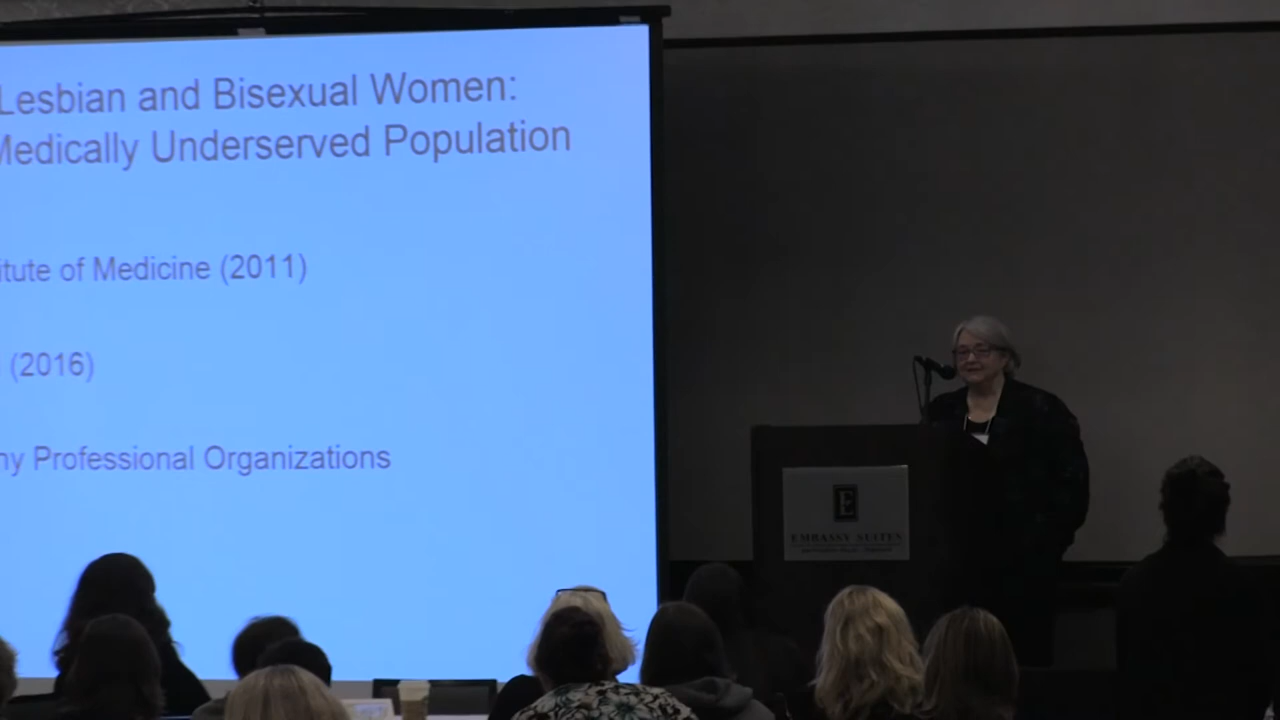 Lesbian and Bisexual Women:
Medically Underserved Population
itute of Medicine (2011)
(2016)
ny Professional Organizations
E
EMBASSY SUITES